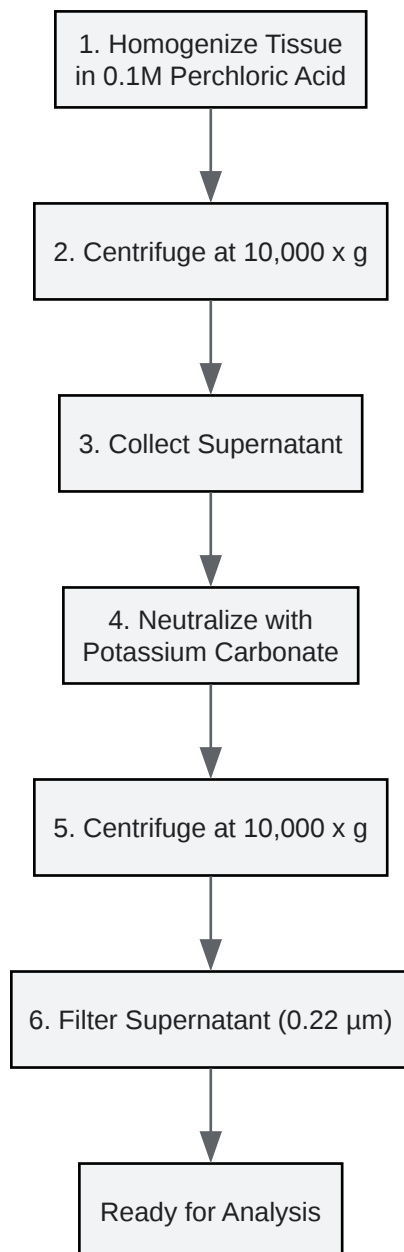 1. Homogenize Tissue
in 0.1M Perchloric Acid
2. Centrifuge at 10,000 x g
3. Collect Supernatant
4. Neutralize with
Potassium Carbonate
5. Centrifuge at 10,000 x g
6. Filter Supernatant (0.22 µm)
Ready for Analysis